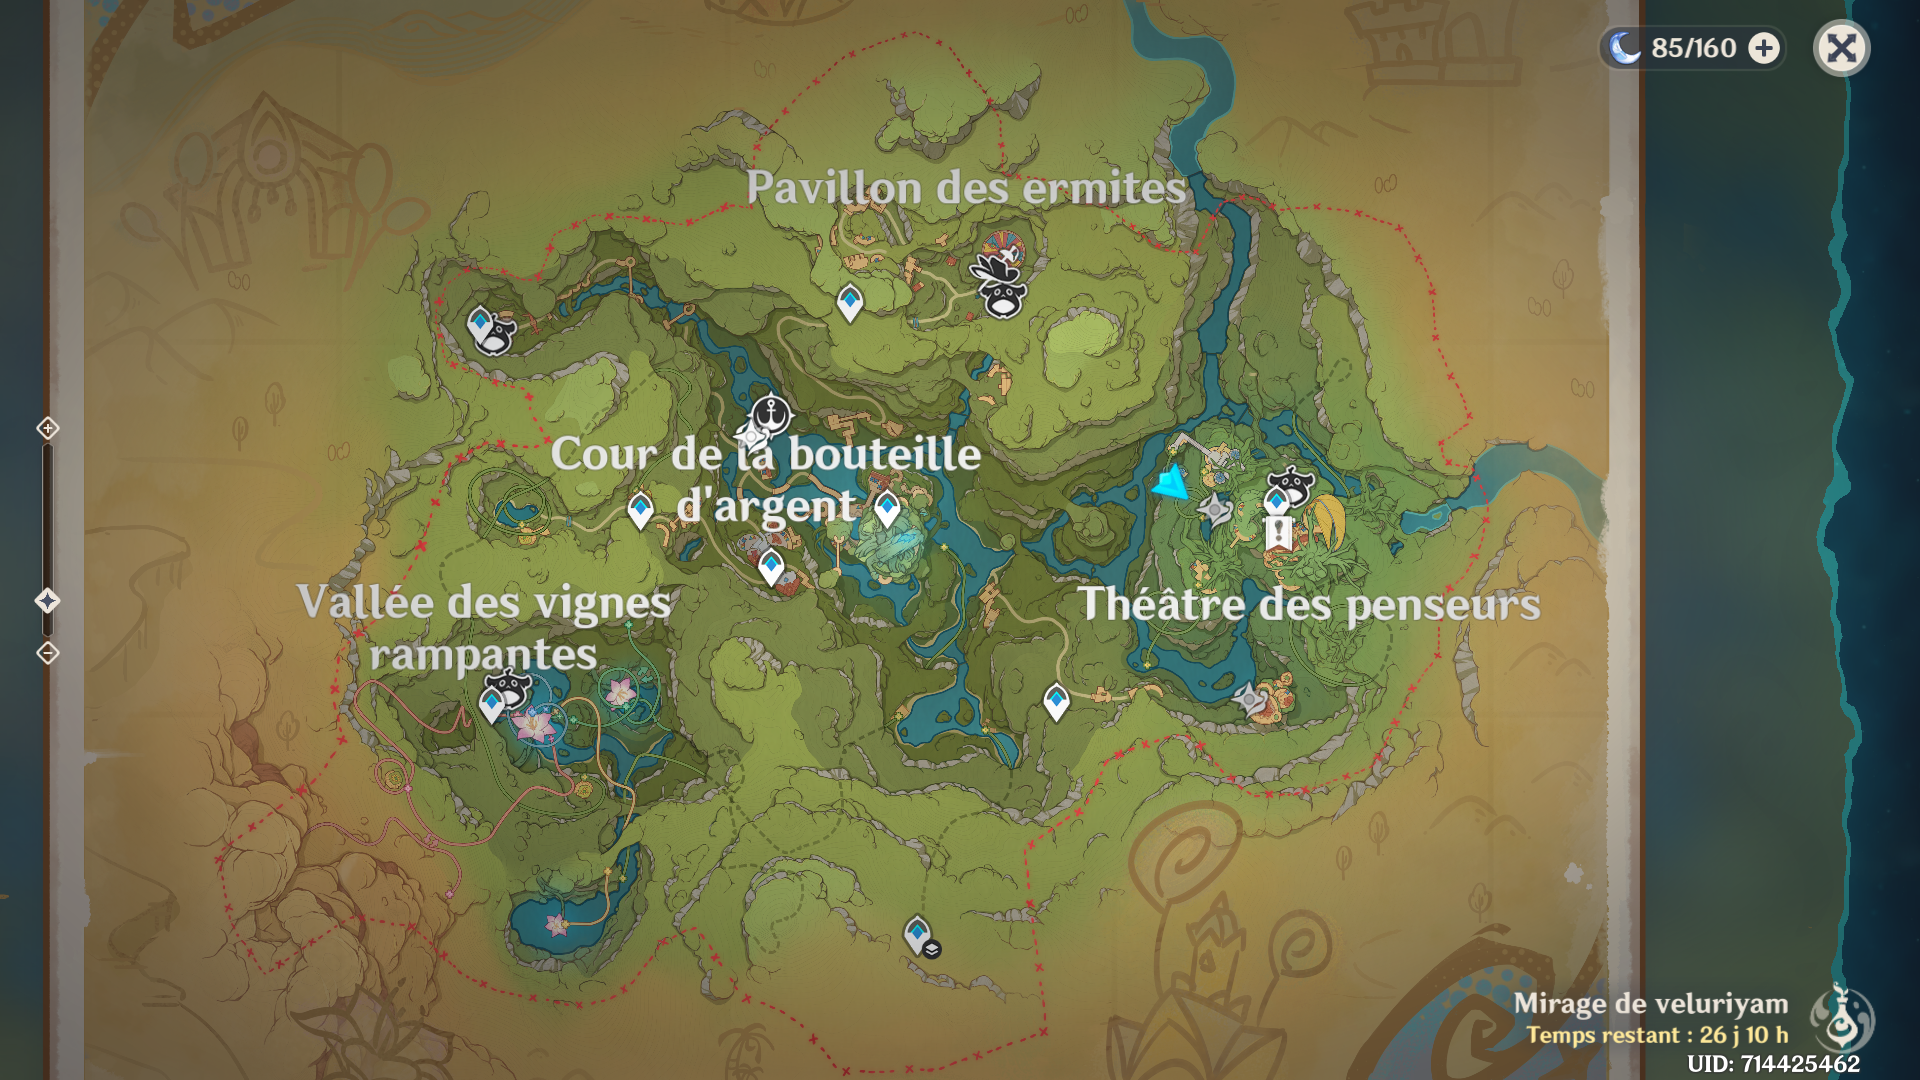 85/160
Pavillon des ermites
Cour de la bouteille
d'argent
Vallée des vignes
rampantes
Théâtre des penseurs
Mirage de veluriyam
Temps restant : 26 j 10 h
UID: 714425462